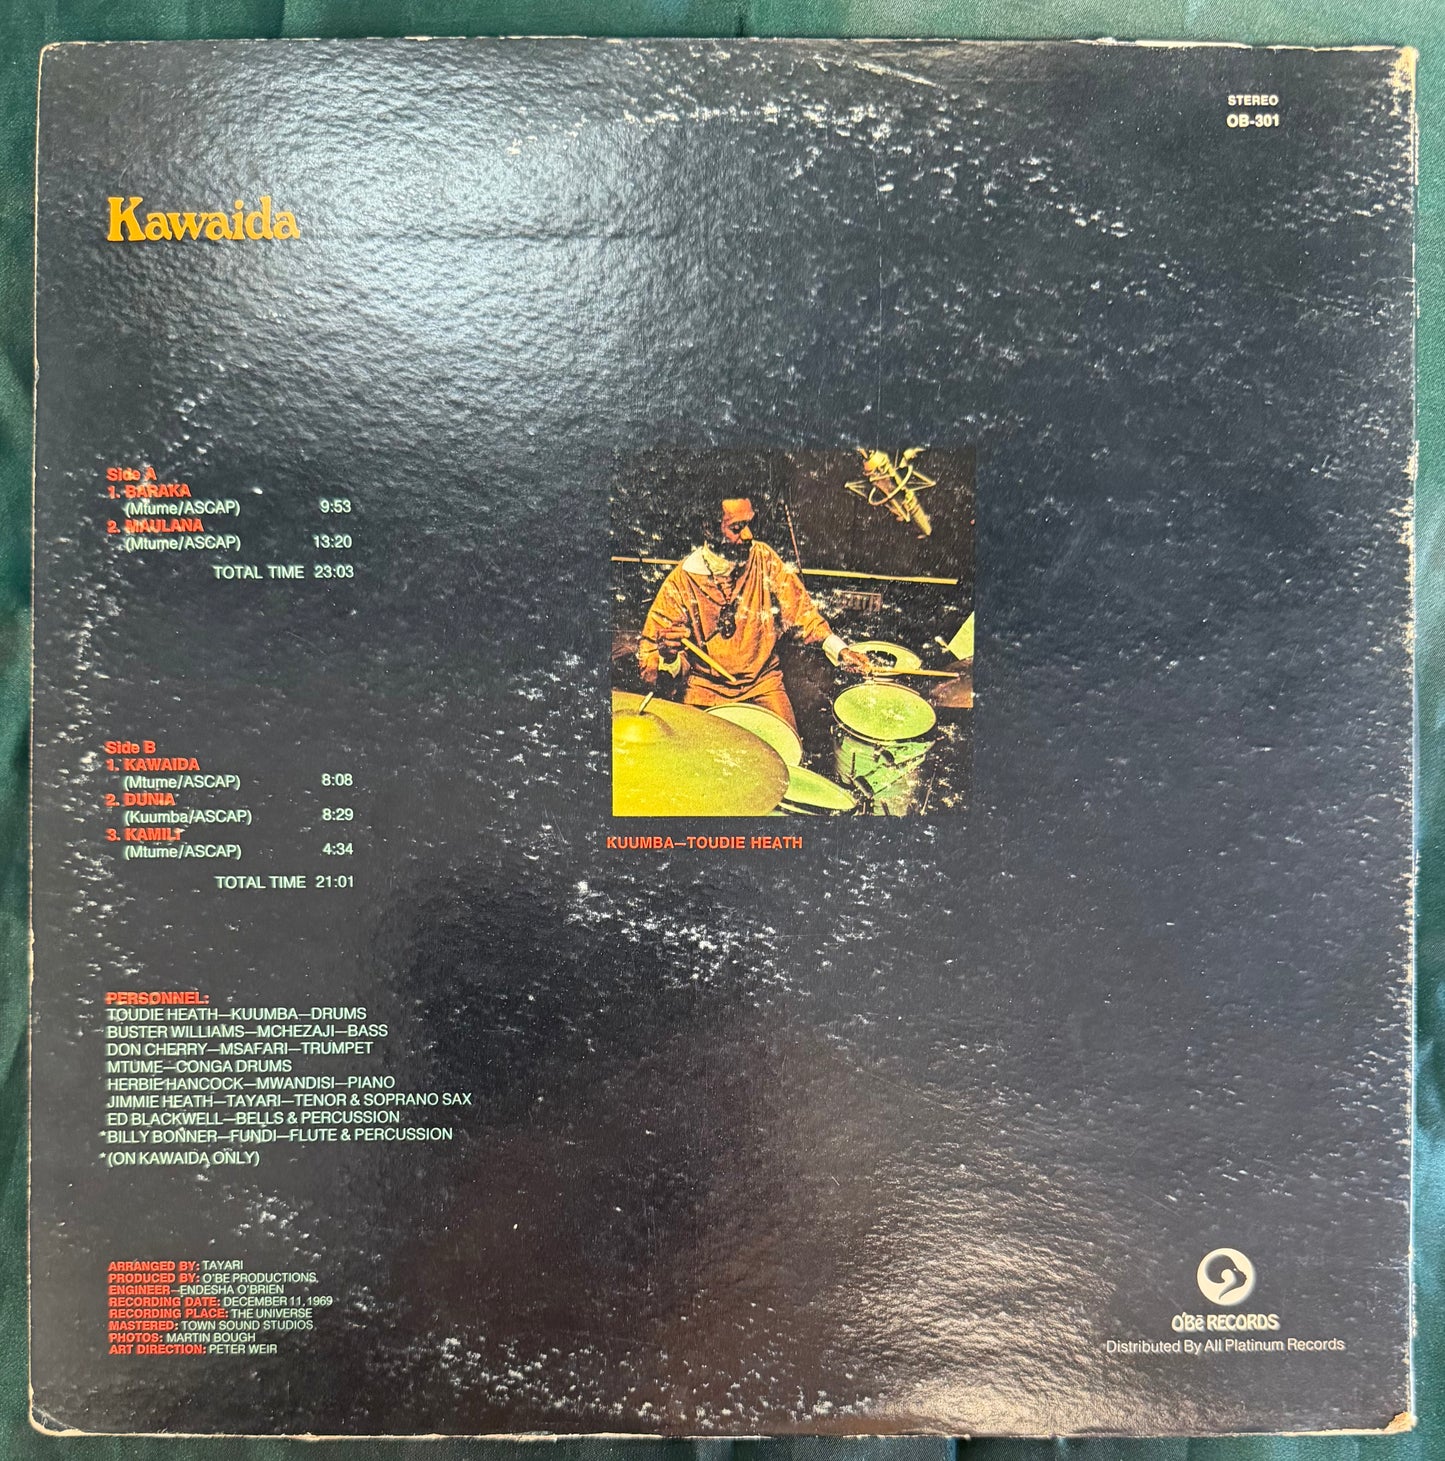 STEREO
OB-301
Kawaida
Side A
1. BARAKA
(Mtume/ASCAP) 9:53
2. MAULANA
(Mtume/ASCAP) 13:20
TOTAL TIME 23:03
Side B
1. KAWAIDA
(Mtume/ASCAP) 8:08
2. DUNIA
(Kuumba/ASCAP) 8:29
3. KAMILI
(Mtume/ASCAP) 4:34
TOTAL TIME 21:01
KUUMBA—TOUDIE HEATH
PERSONNEL:
TOUDIE HEATH—KUUMBA—DRUMS
BUSTER WILLIAMS—MCHEZAJI—BASS
DON CHERRY—MSAFARI—TRUMPET
MTUME—CONGA DRUMS
HERBIE HANCOCK—MWANDISI—PIANO
JIMMIE HEATH—TAYARI—TENOR & SOPRANO SAX
ED BLACKWELL—BELLS & PERCUSSION
*BILLY BONNER—FUNDI—FLUTE & PERCUSSION
*(ON KAWAIDA ONLY)
ARRANGED BY: TAYARI
PRODUCED BY: O'BE PRODUCTIONS
ENGINEER—ENDESHA O'BRIEN
RECORDING DATE: DECEMBER 11, 1969
RECORDING PLACE: THE UNIVERSE
MASTERED: TOWN SOUND STUDIOS
PHOTOS: MARTIN BOUGH
ART DIRECTION: PETER WEIR
O'Bē RECORDS
Distributed By All Platinum Records